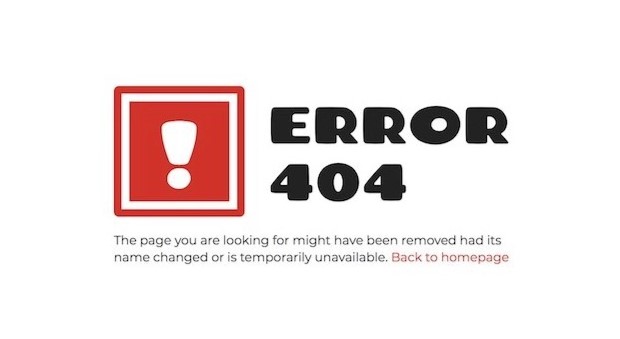 !
ERROR
404
The page you are looking for might have been removed had its
name changed or is temporarily unavailable. Back to homepage